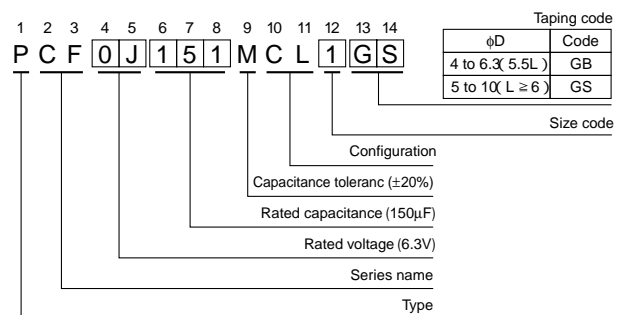 1 2 3 4 5 6 7 8 9 10 11 12 13 14
P C F 0 J 1 5 1 M C L 1 G S
Taping code
φD Code
4 to 6.3( 5.5L ) GB
5 to 10( L ≧ 6 ) GS
Size code
Configuration
Capacitance toleranc (±20%)
Rated capacitance (150μF)
Rated voltage (6.3V)
Series name
Type